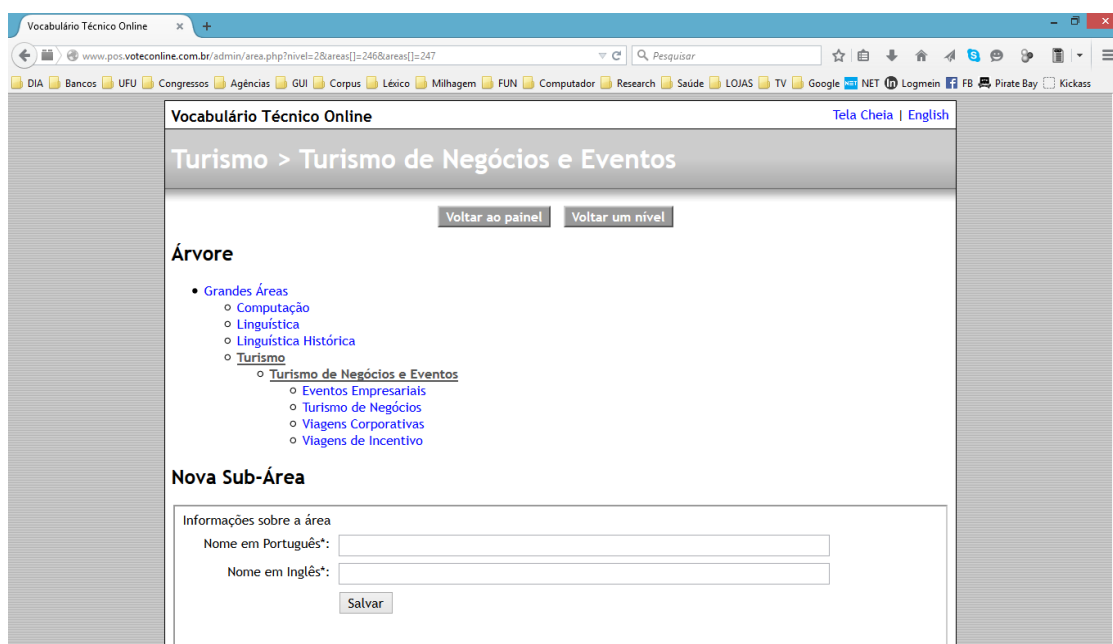 Vocabulário Técnico Online × +
www.pos.voteconline.com.br/admin/area.php?nivel=2&areas[]=246&areas[]=247 Pesquisar
DIA Bancos UFU Congressos Agências GUI Corpus Léxico Milhagem FUN Computador Research Saúde LOJAS TV Google NET NET Logmein FB Pirate Bay Kickass
Vocabulário Técnico Online Tela Cheia | English
Turismo > Turismo de Negócios e Eventos
Voltar ao painel Voltar um nível
Árvore
Grandes Áreas
Computação
Linguística
Linguística Histórica
Turismo
Turismo de Negócios e Eventos
Eventos Empresariais
Turismo de Negócios
Viagens Corporativas
Viagens de Incentivo
Nova Sub-Área
Informações sobre a área
Nome em Português*:
Nome em Inglês*:
Salvar